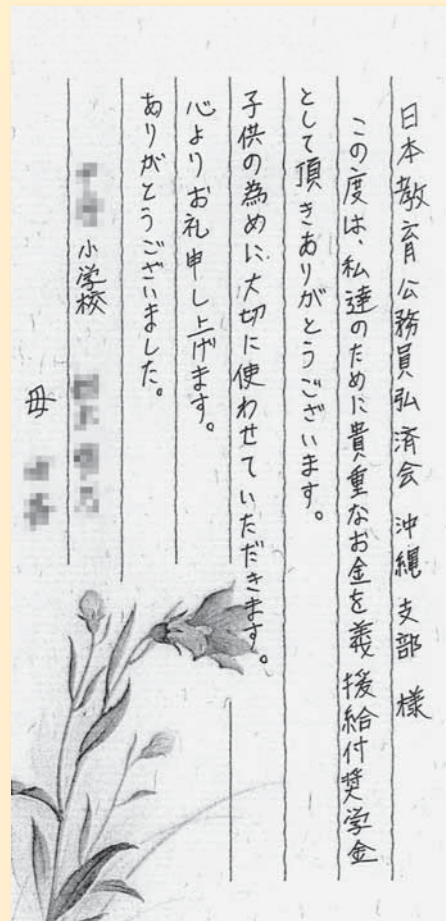 日本教育公務員弘済会 沖縄支部 様
この度は、私達のために貴重なお金を義援給付奨学金
として頂きありがとうございます。
子供の為めに大切に使わせていただきます。
心よりお礼申し上げます。
ありがとうございました。
小学校
母